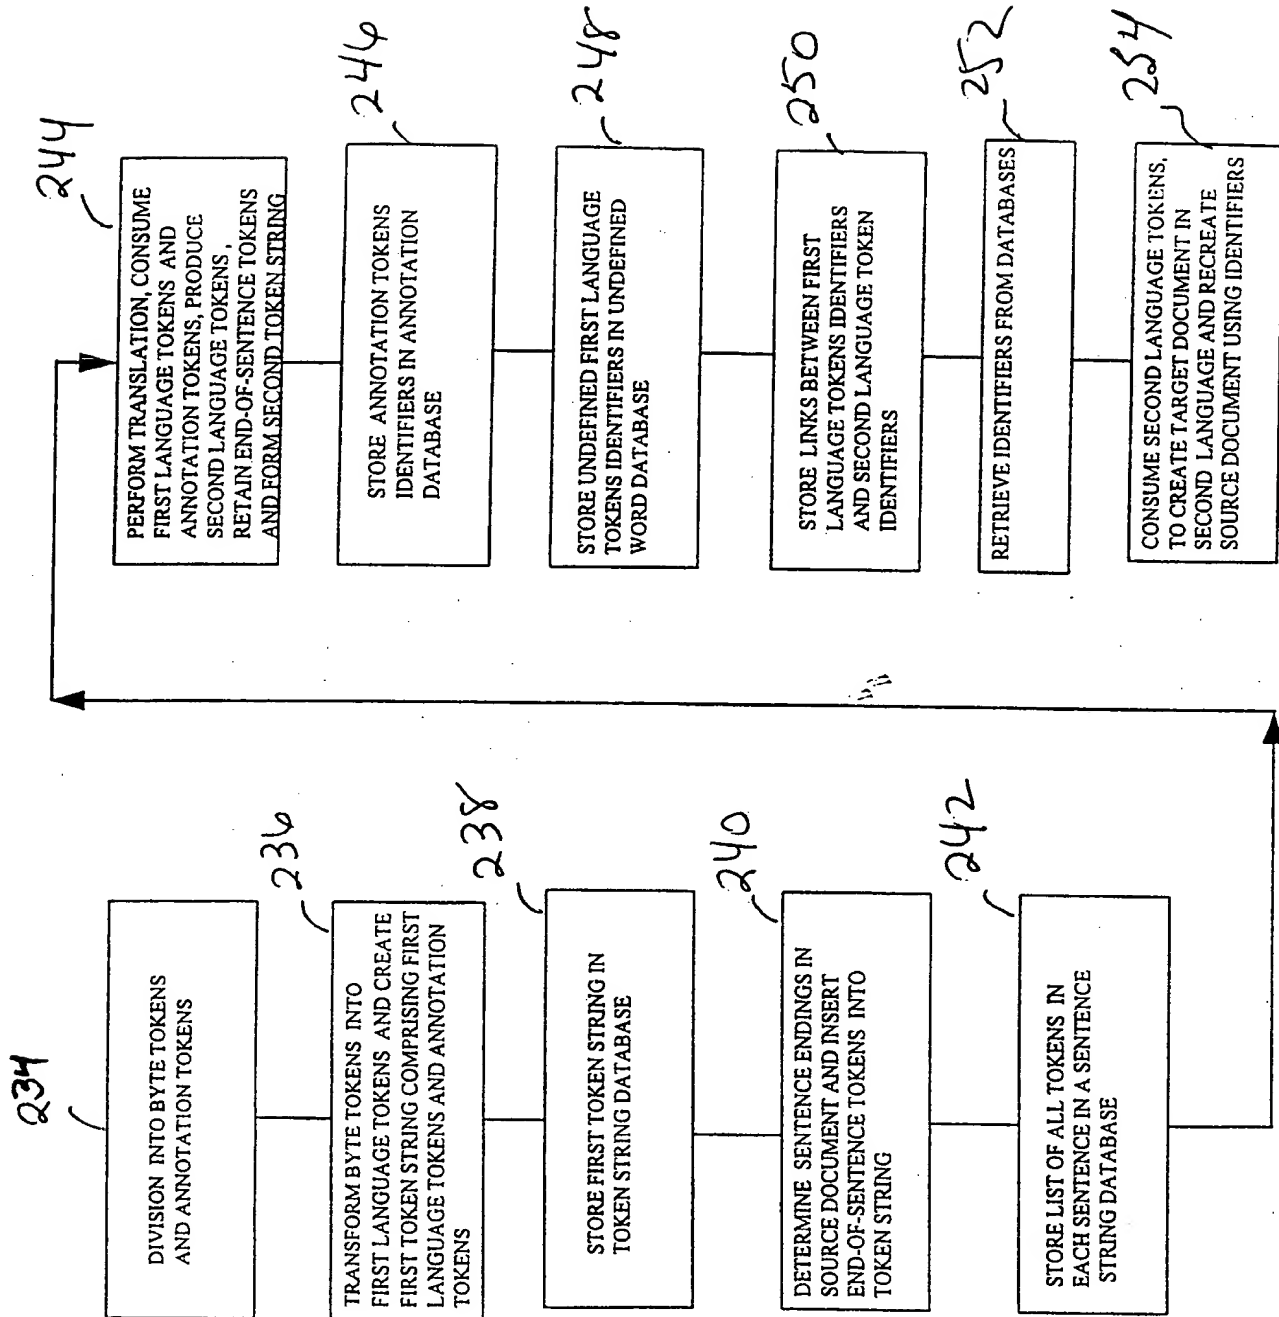 234
DIVISION INTO BYTE TOKENS
AND ANNOTATION TOKENS
236
TRANSFORM BYTE TOKENS INTO
FIRST LANGUAGE TOKENS AND CREATE
FIRST TOKEN STRING COMPRISING FIRST
LANGUAGE TOKENS AND ANNOTATION
TOKENS
238
STORE FIRST TOKEN STRING IN
TOKEN STRING DATABASE
240
DETERMINE SENTENCE ENDINGS IN
SOURCE DOCUMENT AND INSERT
END-OF-SENTENCE TOKENS INTO
TOKEN STRING
242
STORE LIST OF ALL TOKENS IN
EACH SENTENCE IN A SENTENCE
STRING DATABASE
244
PERFORM TRANSLATION, CONSUME
FIRST LANGUAGE TOKENS AND
ANNOTATION TOKENS, PRODUCE
SECOND LANGUAGE TOKENS,
RETAIN END-OF-SENTENCE TOKENS
AND FORM SECOND TOKEN STRING
246
STORE ANNOTATION TOKENS
IDENTIFIERS IN ANNOTATION
DATABASE
248
STORE UNDEFINED FIRST LANGUAGE
TOKENS IDENTIFIERS IN UNDEFINED
WORD DATABASE
250
STORE LINKS BETWEEN FIRST
LANGUAGE TOKENS IDENTIFIERS
AND SECOND LANGUAGE TOKEN
IDENTIFIERS
252
RETRIEVE IDENTIFIERS FROM DATABASES
254
CONSUME SECOND LANGUAGE TOKENS,
TO CREATE TARGET DOCUMENT IN
SECOND LANGUAGE AND RECREATE
SOURCE DOCUMENT USING IDENTIFIERS